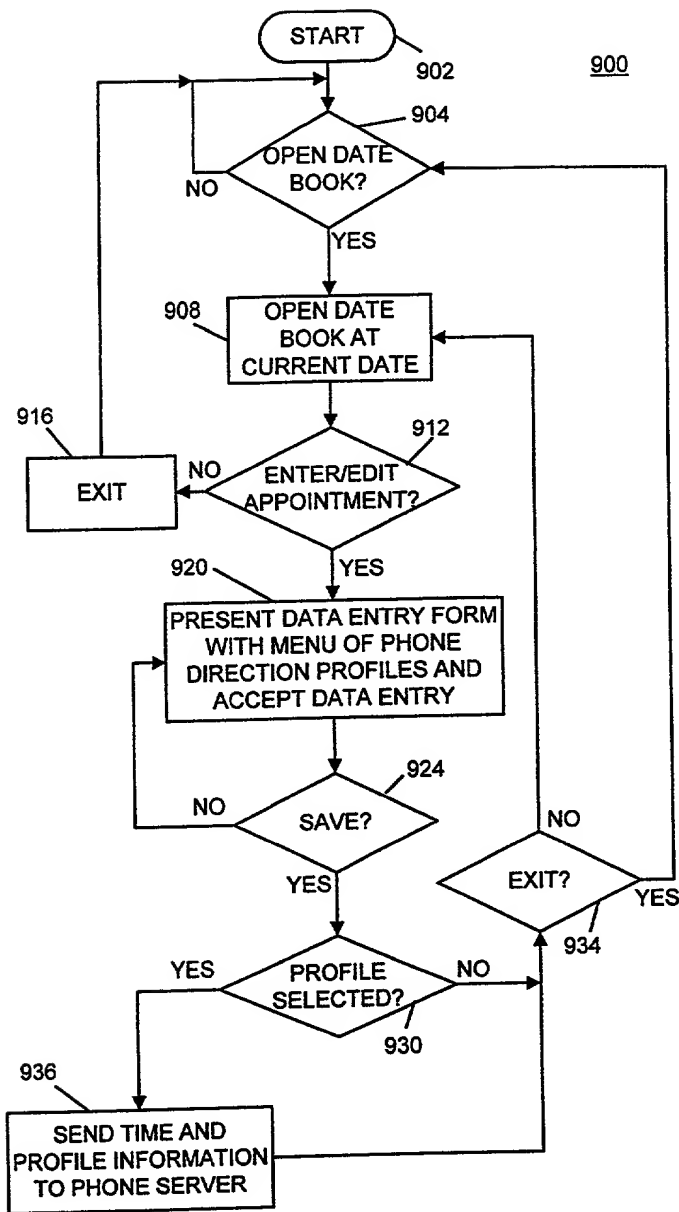 START
902
900
904
OPEN DATE
BOOK?
NO
YES
908
OPEN DATE
BOOK AT
CURRENT DATE
916
912
NO
EXIT
ENTER/EDIT
APPOINTMENT?
YES
920
PRESENT DATA ENTRY FORM
WITH MENU OF PHONE
DIRECTION PROFILES AND
ACCEPT DATA ENTRY
924
NO
SAVE?
NO
YES
EXIT?
YES
934
YES
PROFILE
SELECTED?
NO
930
936
SEND TIME AND
PROFILE INFORMATION
TO PHONE SERVER